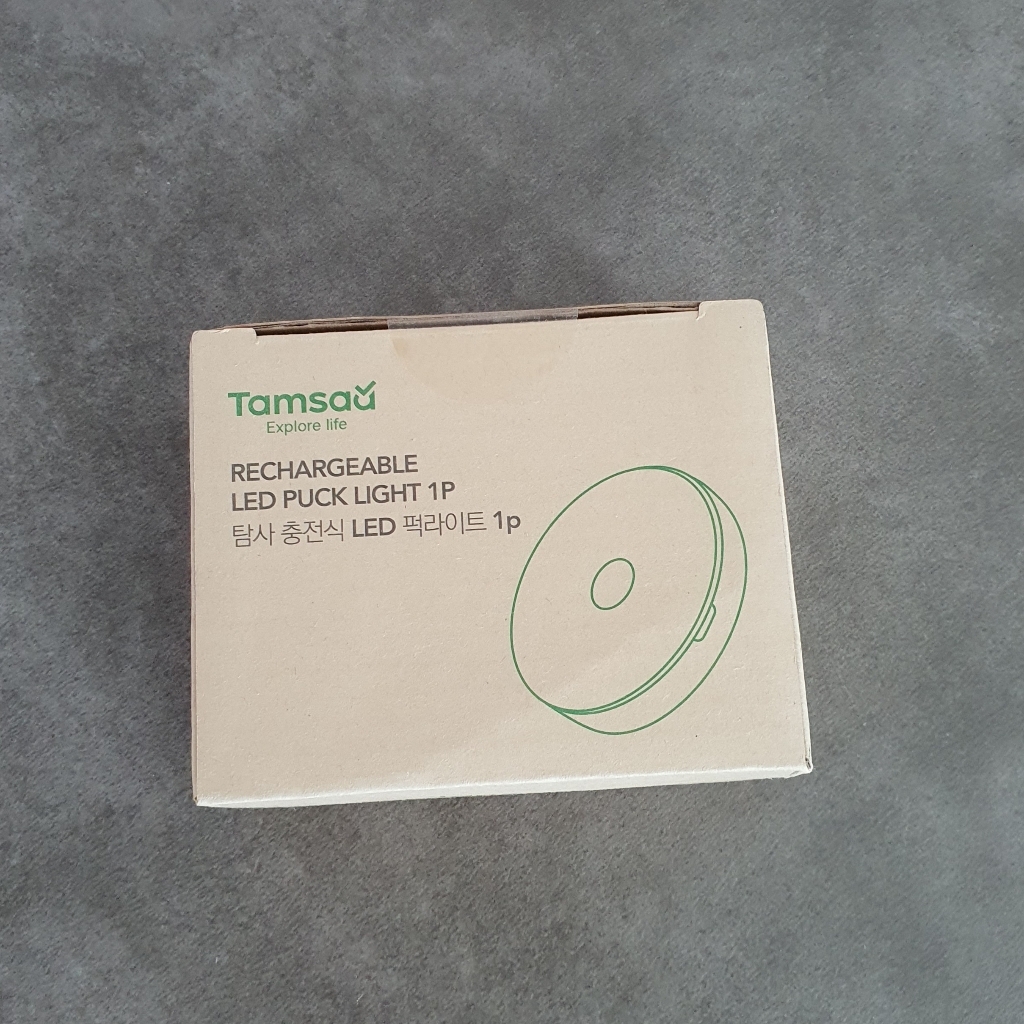 Tamsaa
Explore life
RECHARGEABLE
LED PUCK LIGHT 1P
탐사 충전식 LED 퍽라이트 1p